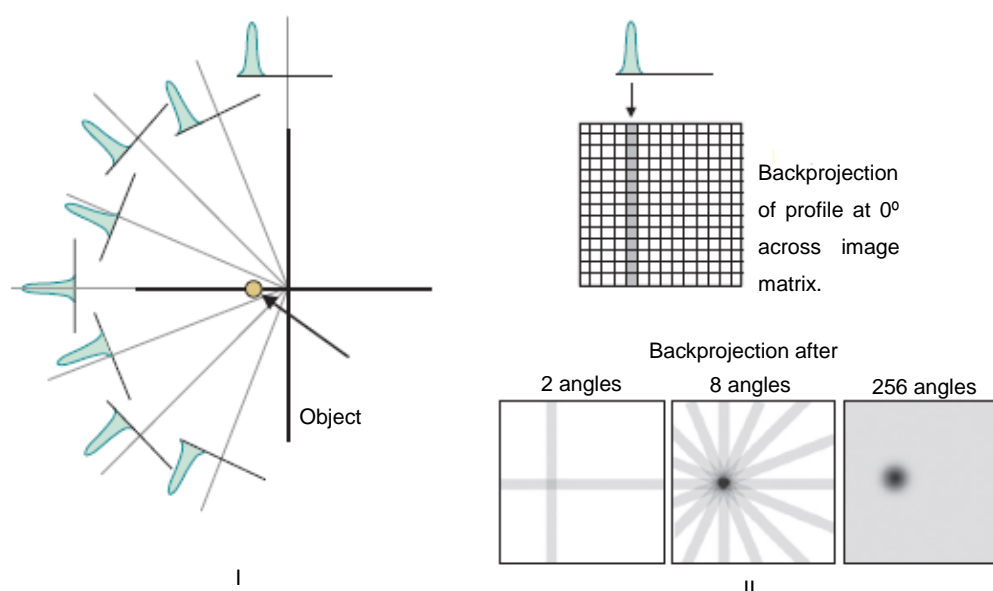 Backprojection
of profile at 0º
across image
matrix.
Backprojection after
2 angles 8 angles 256 angles
Object
I
II